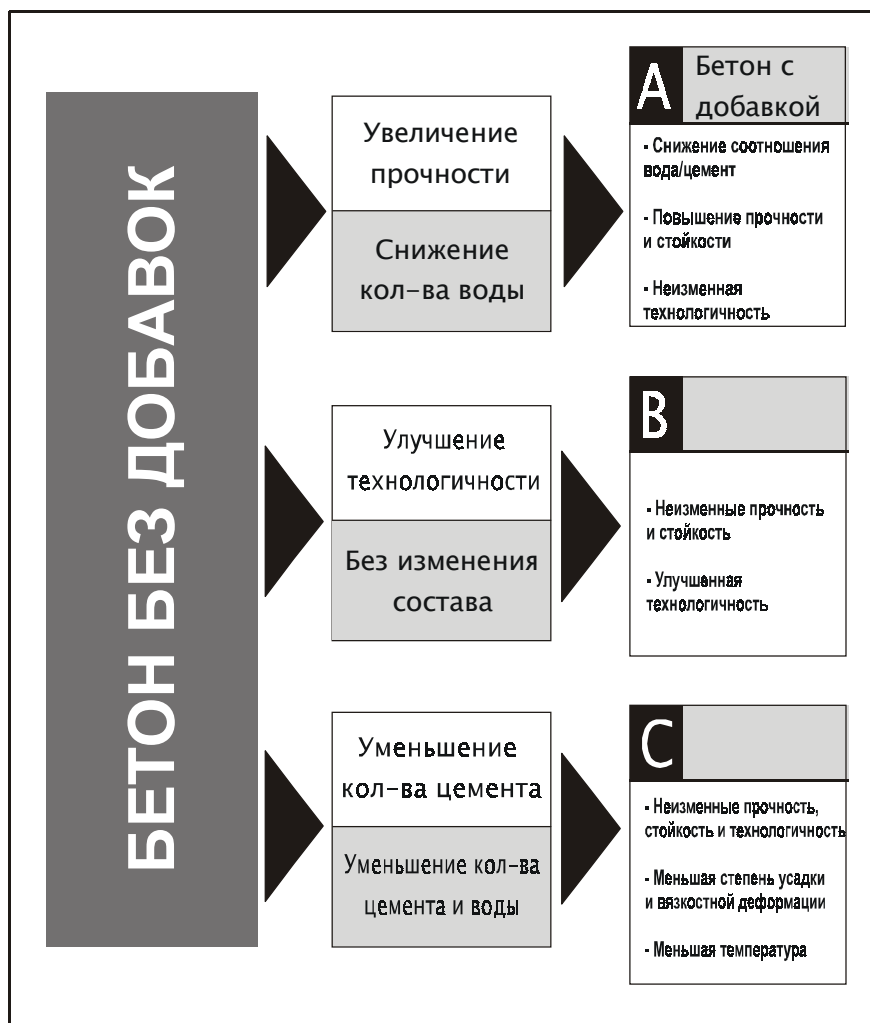 БЕТОН БЕЗ ДОБАВОК
Увеличение
прочности
Снижение
кол-ва воды
A
Бетон с
добавкой
- Снижение соотношения
вода/цемент
- Повышение прочности
и стойкости
- Неизменная
технологичность
Улучшение
технологичности
Без изменения
состава
B
- Неизменные прочность
и стойкость
- Улучшенная
технологичность
Уменьшение
кол-ва цемента
Уменьшение кол-ва
цемента и воды
C
- Неизменные прочность,
стойкость и технологичность
- Меньшая степень усадки
и вязкостной деформации
- Меньшая температура